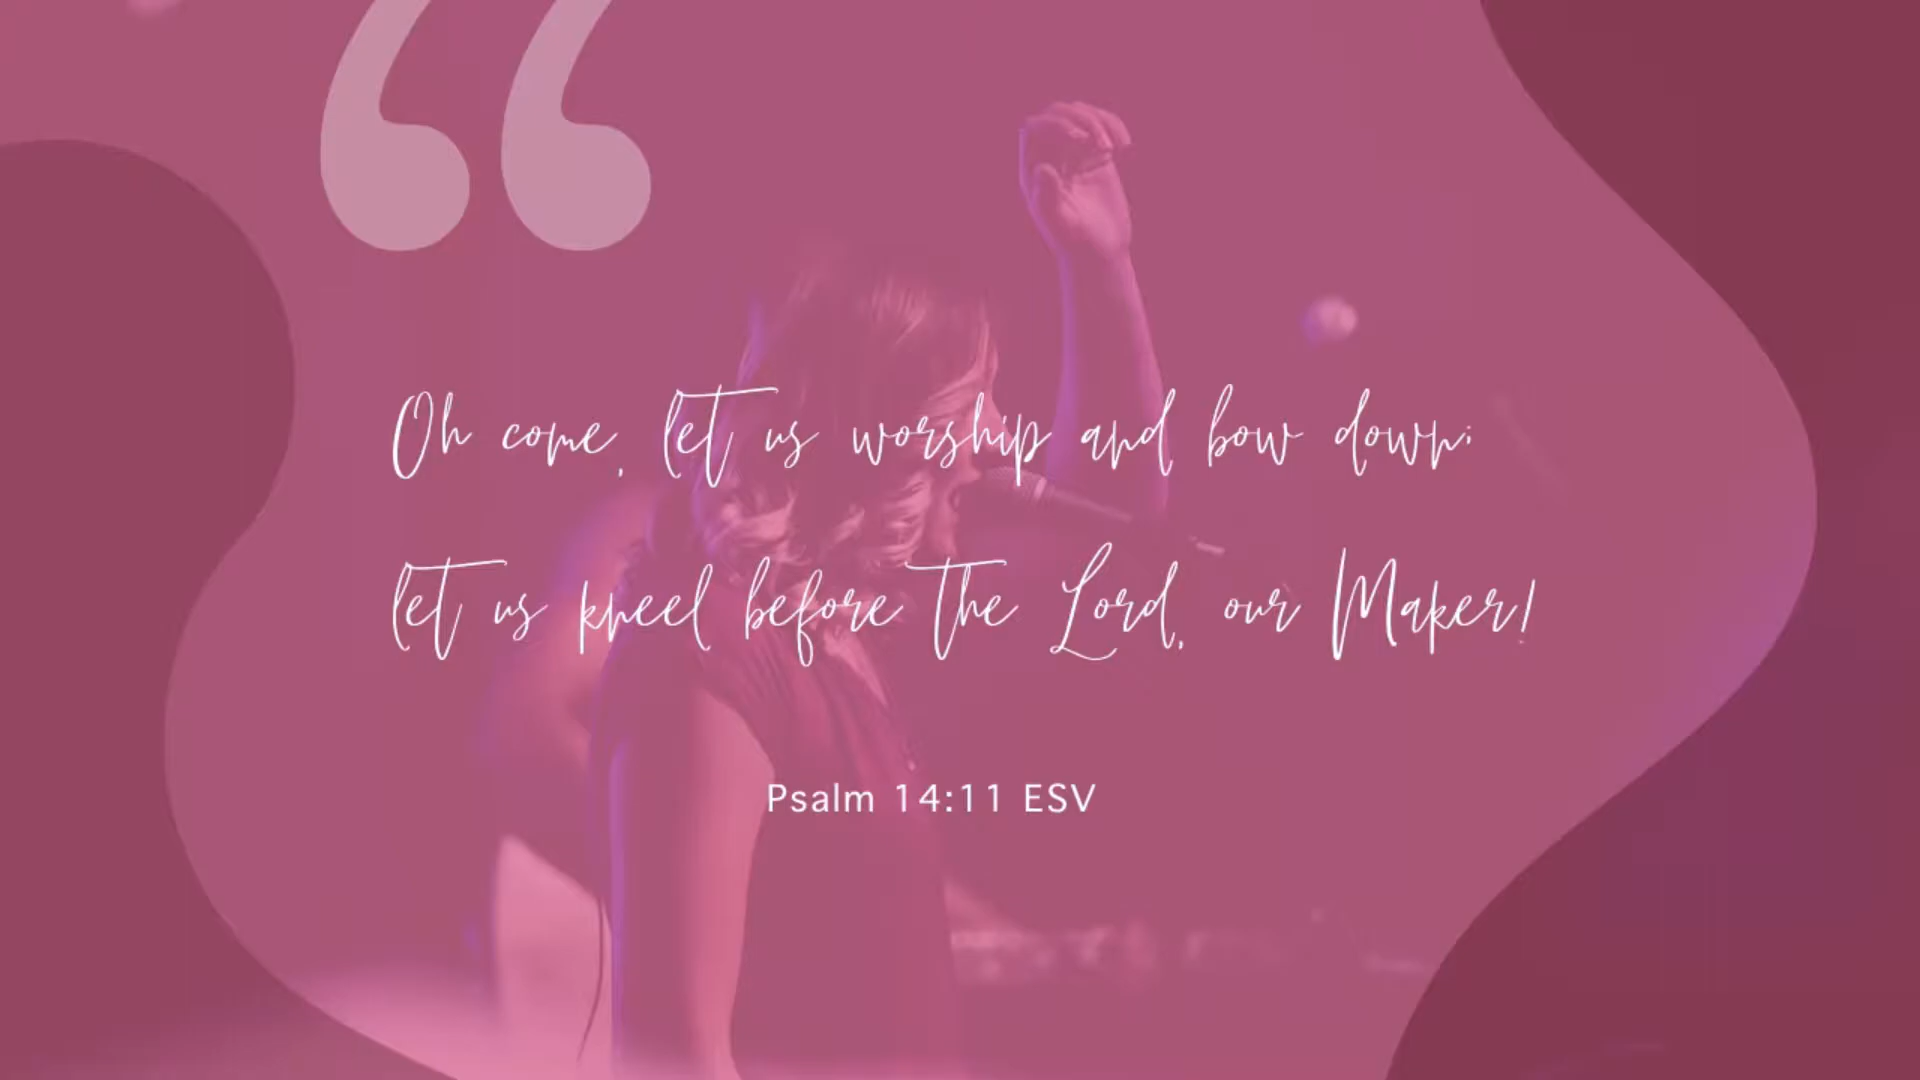 Oh come, let us worship and bow down;
let us kneel before the Lord, our Maker!
Psalm 14:11 ESV